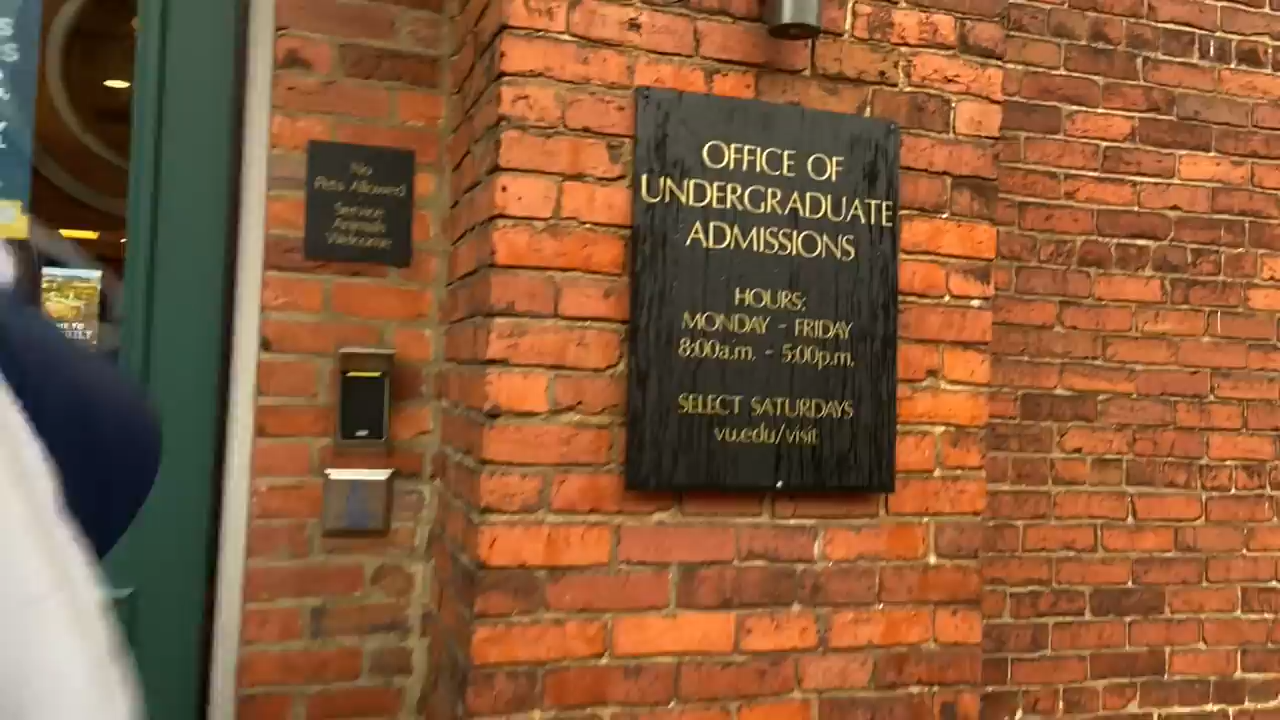 No
Pets Allowed
Service
Animals
Welcome
OFFICE OF
UNDERGRADUATE
ADMISSIONS
HOURS:
MONDAY - FRIDAY
8:00a.m. - 5:00p.m.
SELECT SATURDAYS
vu.edu/visit